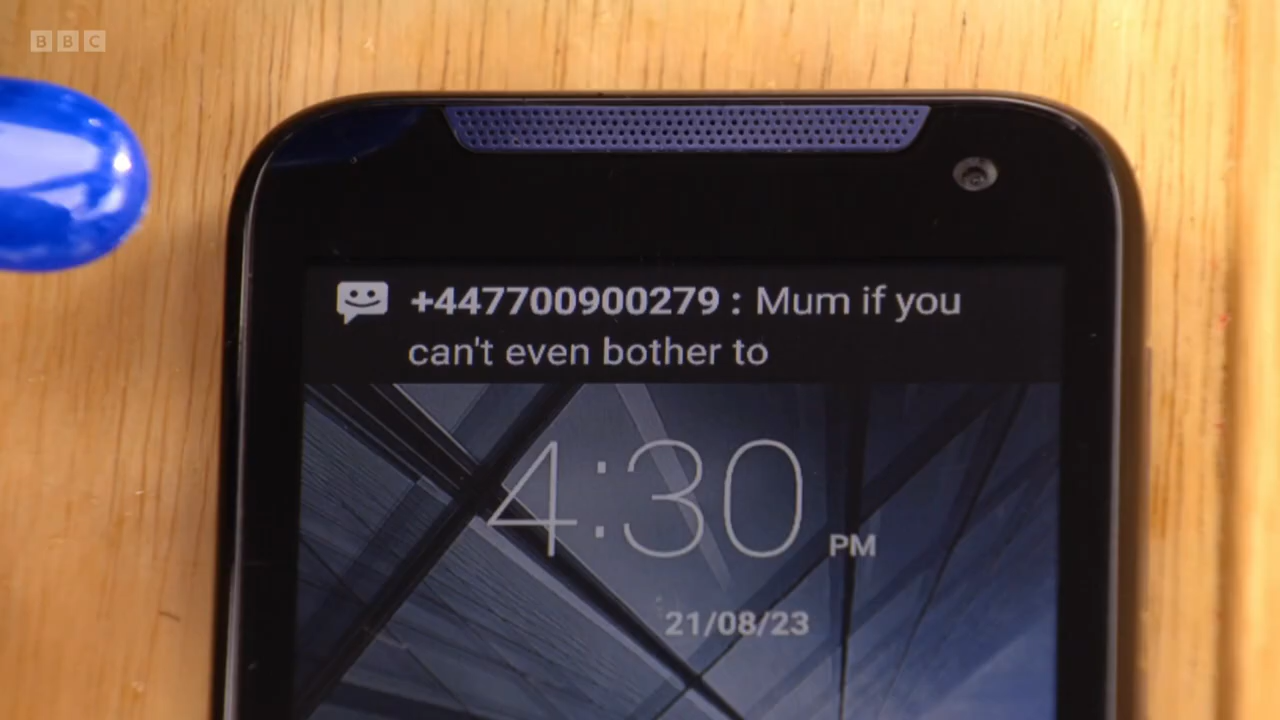 BBC
+447700900279 : Mum if you
can't even bother to
4:30 PM
21/08/23